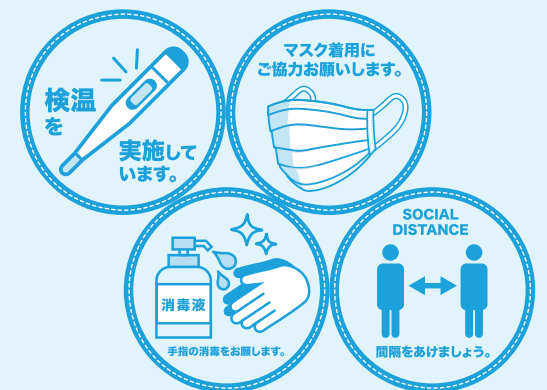 検温
を
実施して
います。
マスク着用に
ご協力お願いします。
消毒液
手指の消毒をお願します。
SOCIAL
DISTANCE
間隔をあけましょう。